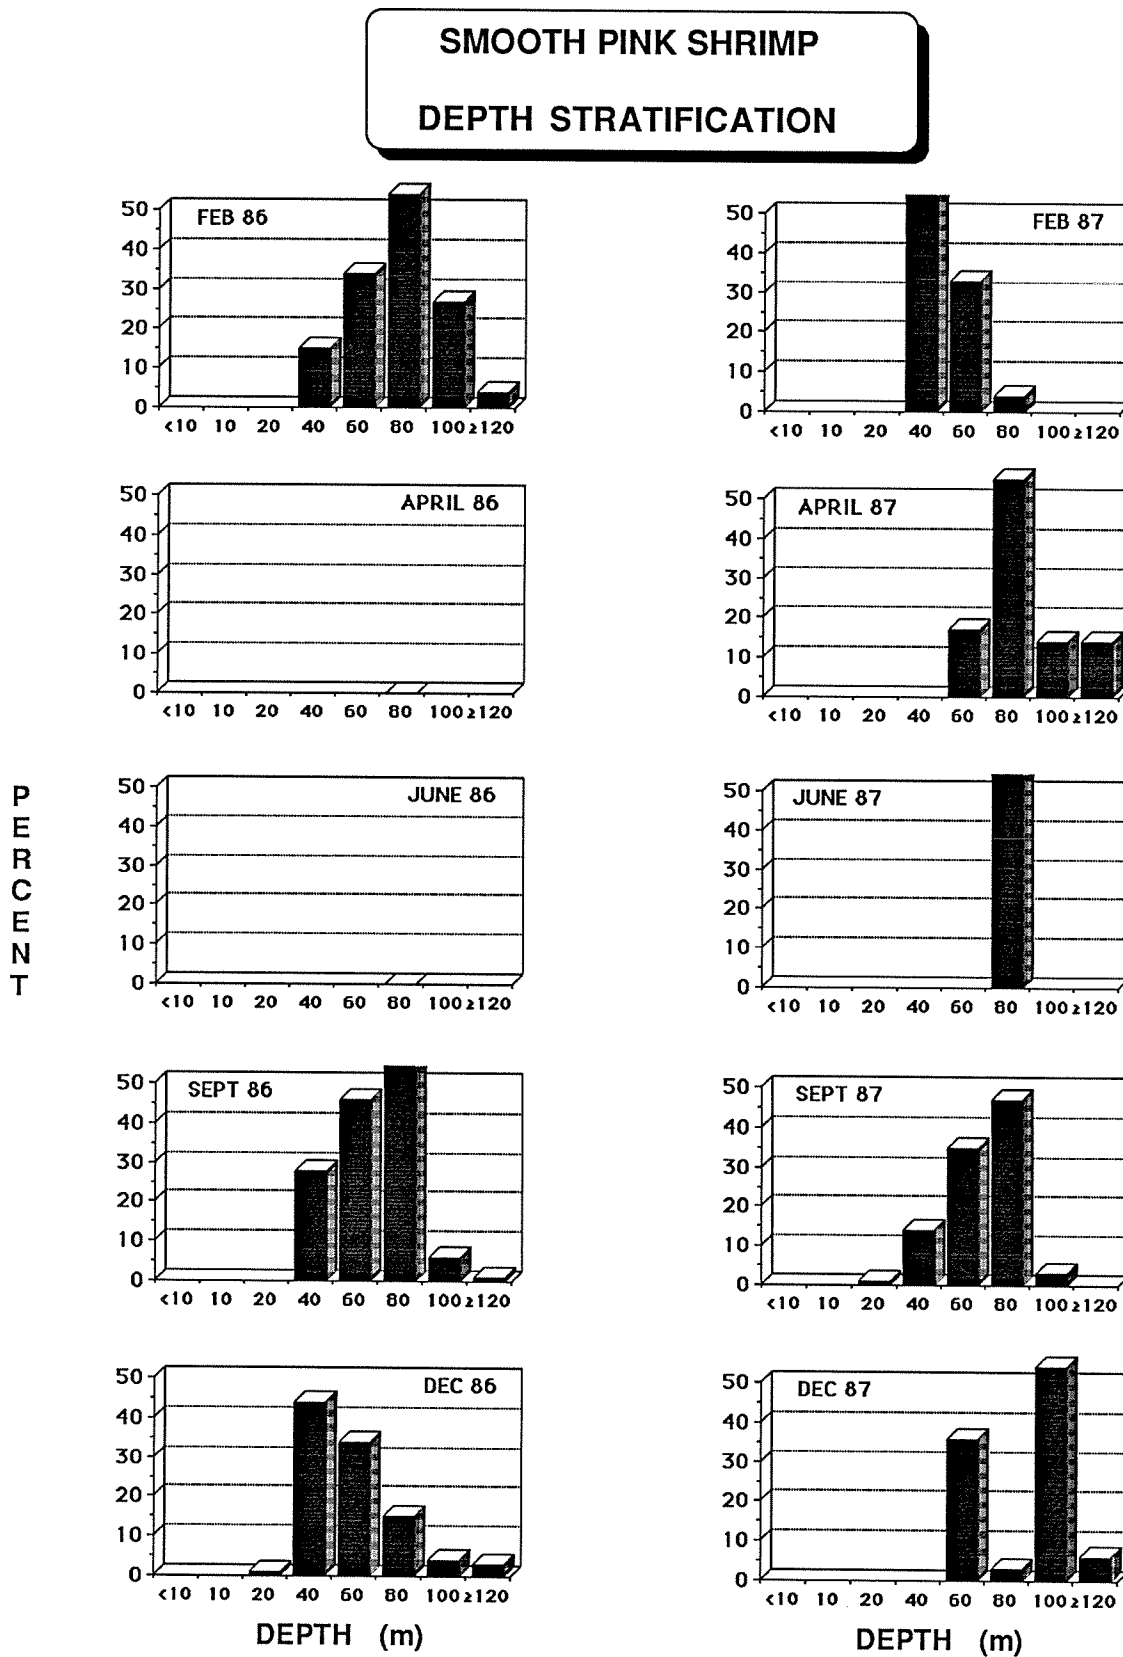 SMOOTH PINK SHRIMP
DEPTH STRATIFICATION
FEB 86
50
40
30
20
10
0
<10 10 20 40 60 80 100 ≥120
FEB 87
50
40
30
20
10
0
<10 10 20 40 60 80 100 ≥120
APRIL 86
50
40
30
20
10
0
<10 10 20 40 60 80 100 ≥120
APRIL 87
50
40
30
20
10
0
<10 10 20 40 60 80 100 ≥120
PERCENT
JUNE 86
50
40
30
20
10
0
<10 10 20 40 60 80 100 ≥120
JUNE 87
50
40
30
20
10
0
<10 10 20 40 60 80 100 ≥120
SEPT 86
50
40
30
20
10
0
<10 10 20 40 60 80 100 ≥120
SEPT 87
50
40
30
20
10
0
<10 10 20 40 60 80 100 ≥120
DEC 86
50
40
30
20
10
0
<10 10 20 40 60 80 100 ≥120
DEPTH (m)
DEC 87
50
40
30
20
10
0
<10 10 20 40 60 80 100 ≥120
DEPTH (m)